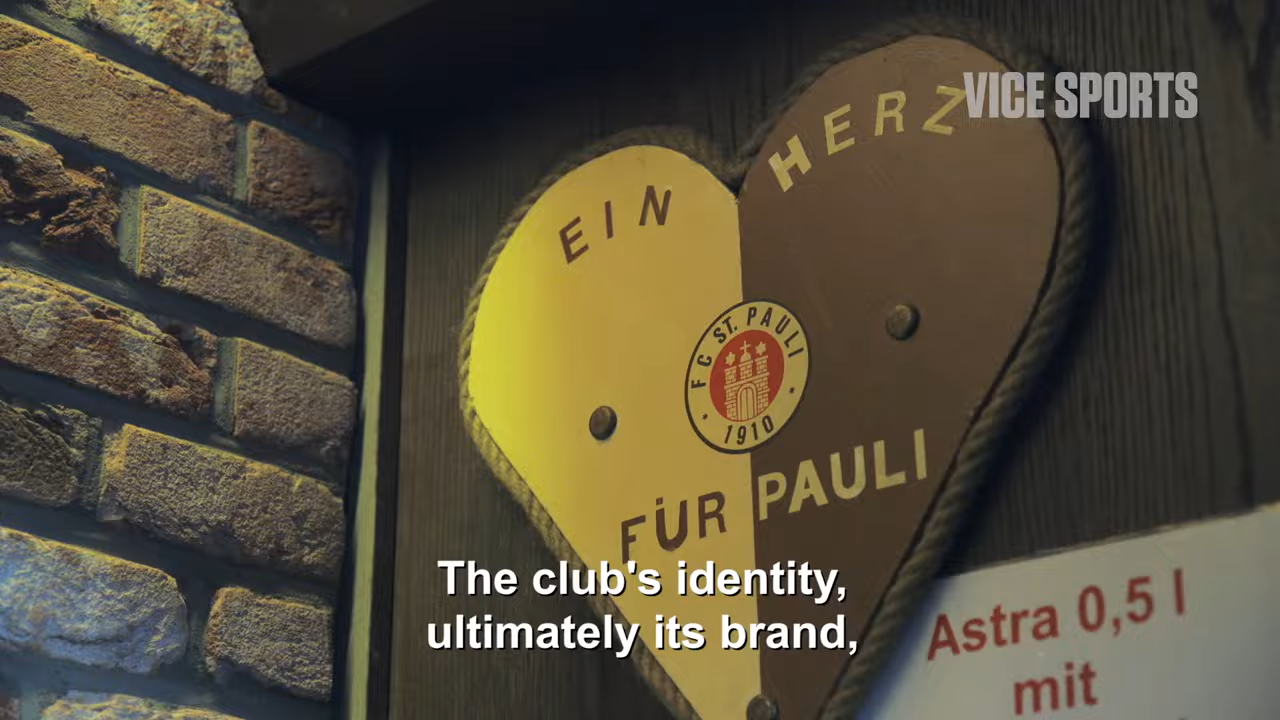 VICE SPORTS
EIN HERZ
FC ST. PAULI
1910
FÜR PAULI
The club's identity,
ultimately its brand,
Astra 0,5 l
mit